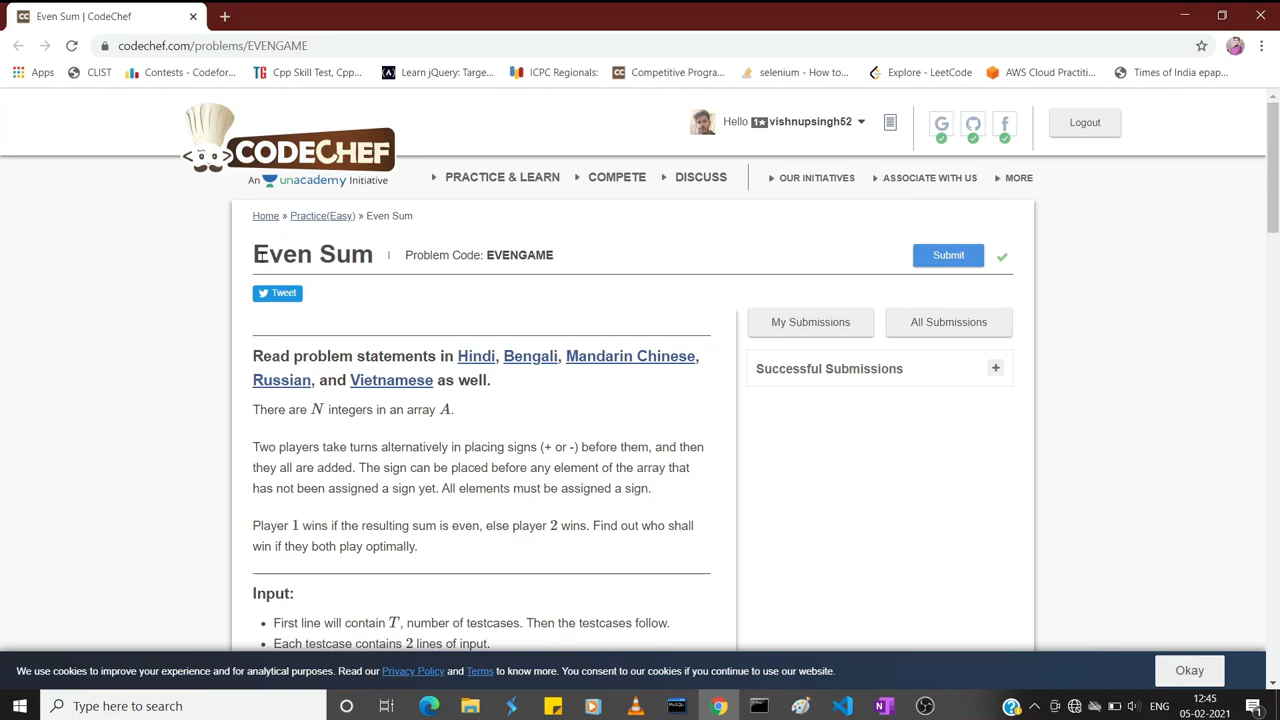 Even Sum | CodeChef
codechef.com/problems/EVENGAME
Apps CLIST Contests - Codefor... Cpp Skill Test, Cpp... Learn jQuery: Targe... ICPC Regionals: Competitive Progra... selenium - How to... Explore - LeetCode AWS Cloud Practiti... Times of India epap...
Hello 1★ vishnupsingh52 Logout
CODECHEF
An unacademy Initiative
PRACTICE & LEARN COMPETE DISCUSS OUR INITIATIVES ASSOCIATE WITH US MORE
Home » Practice(Easy) » Even Sum
Even Sum | Problem Code: EVENGAME Submit
Tweet
My Submissions All Submissions
Successful Submissions +
Read problem statements in Hindi, Bengali, Mandarin Chinese,
Russian, and Vietnamese as well.
There are N integers in an array A.
Two players take turns alternatively in placing signs (+ or -) before them, and then
they all are added. The sign can be placed before any element of the array that
has not been assigned a sign yet. All elements must be assigned a sign.
Player 1 wins if the resulting sum is even, else player 2 wins. Find out who shall
win if they both play optimally.
Input:
• First line will contain T, number of testcases. Then the testcases follow.
• Each testcase contains 2 lines of input.
We use cookies to improve your experience and for analytical purposes. Read our Privacy Policy and Terms to know more. You consent to our cookies if you continue to use our website. Okay
Type here to search
ENG
12:45
05-02-2021